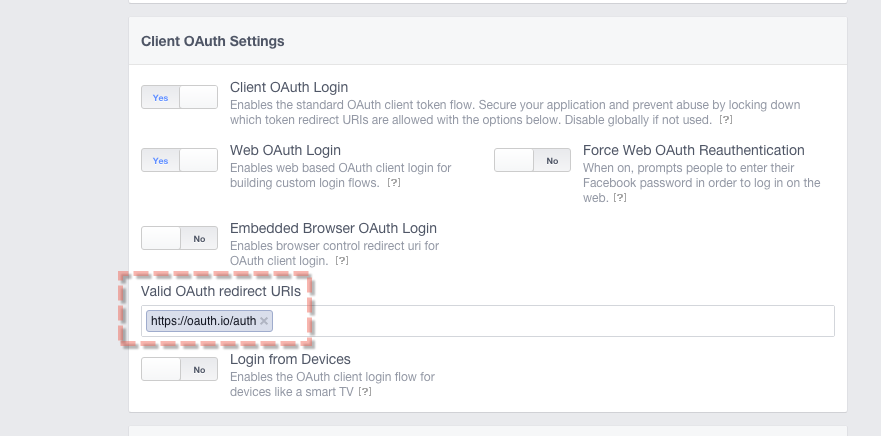 Client OAuth Settings
Yes
Client OAuth Login
Enables the standard OAuth client token flow. Secure your application and prevent abuse by locking down
which token redirect URIs are allowed with the options below. Disable globally if not used. [?]
Yes
Web OAuth Login
Enables web based OAuth client login for
building custom login flows. [?]
No
Force Web OAuth Reauthentication
When on, prompts people to enter their
Facebook password in order to log in on the
web. [?]
No
Embedded Browser OAuth Login
Enables browser control redirect uri for
OAuth client login. [?]
Valid OAuth redirect URIs
https://oauth.io/auth ×
No
Login from Devices
Enables the OAuth client login flow for
devices like a smart TV [?]